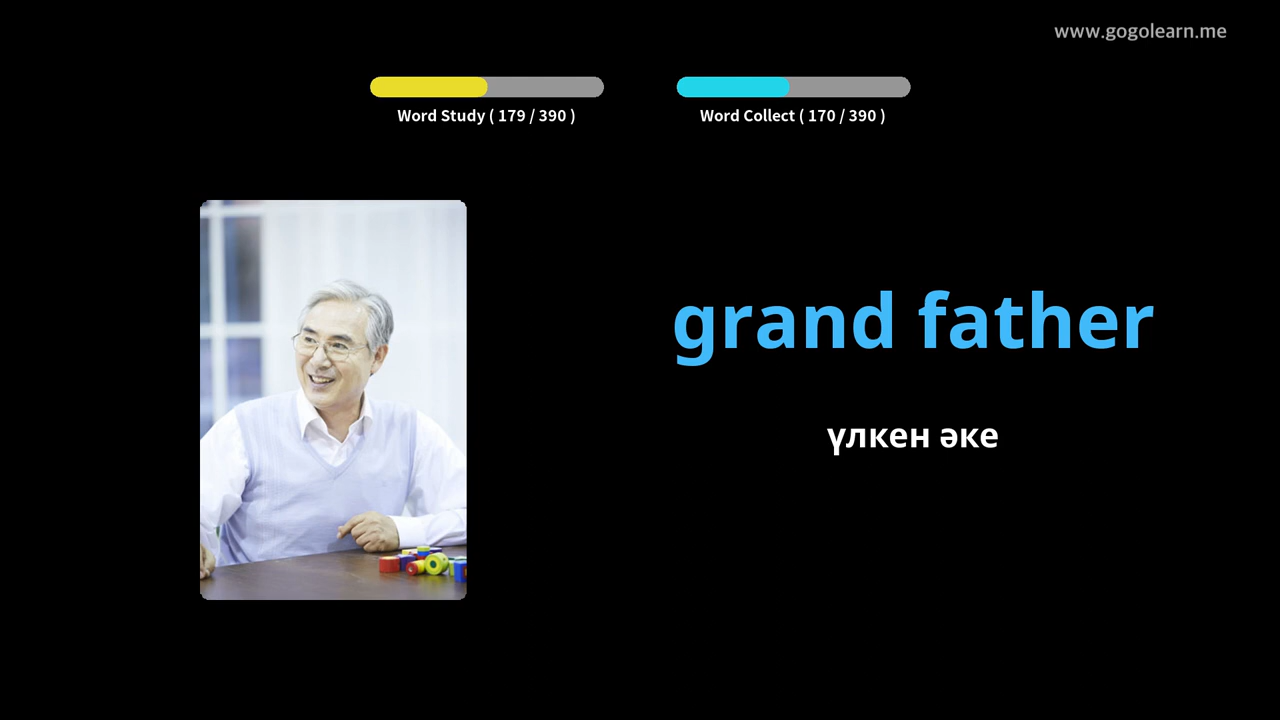 www.gogolearn.me
Word Study ( 179 / 390 )
Word Collect ( 170 / 390 )
grand father
үлкен әке